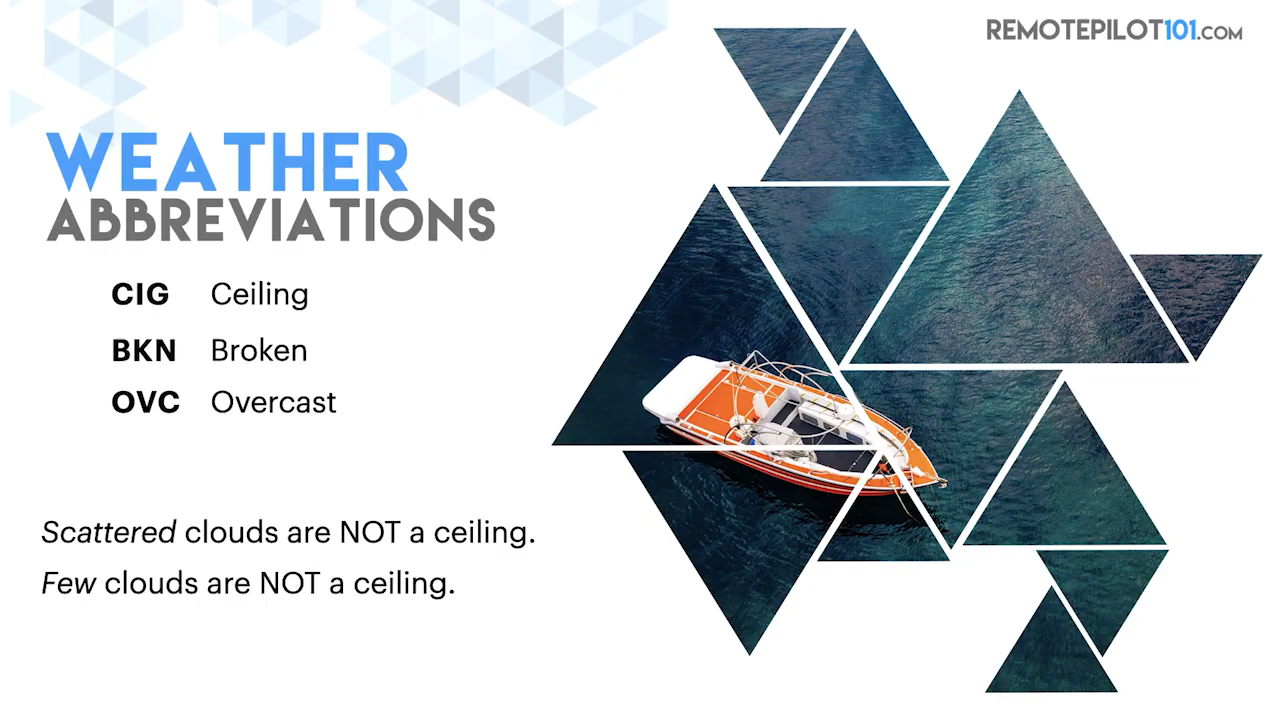 REMOTEPILOT101.COM
WEATHER
ABBREVIATIONS
CIG Ceiling
BKN Broken
OVC Overcast
Scattered clouds are NOT a ceiling.
Few clouds are NOT a ceiling.